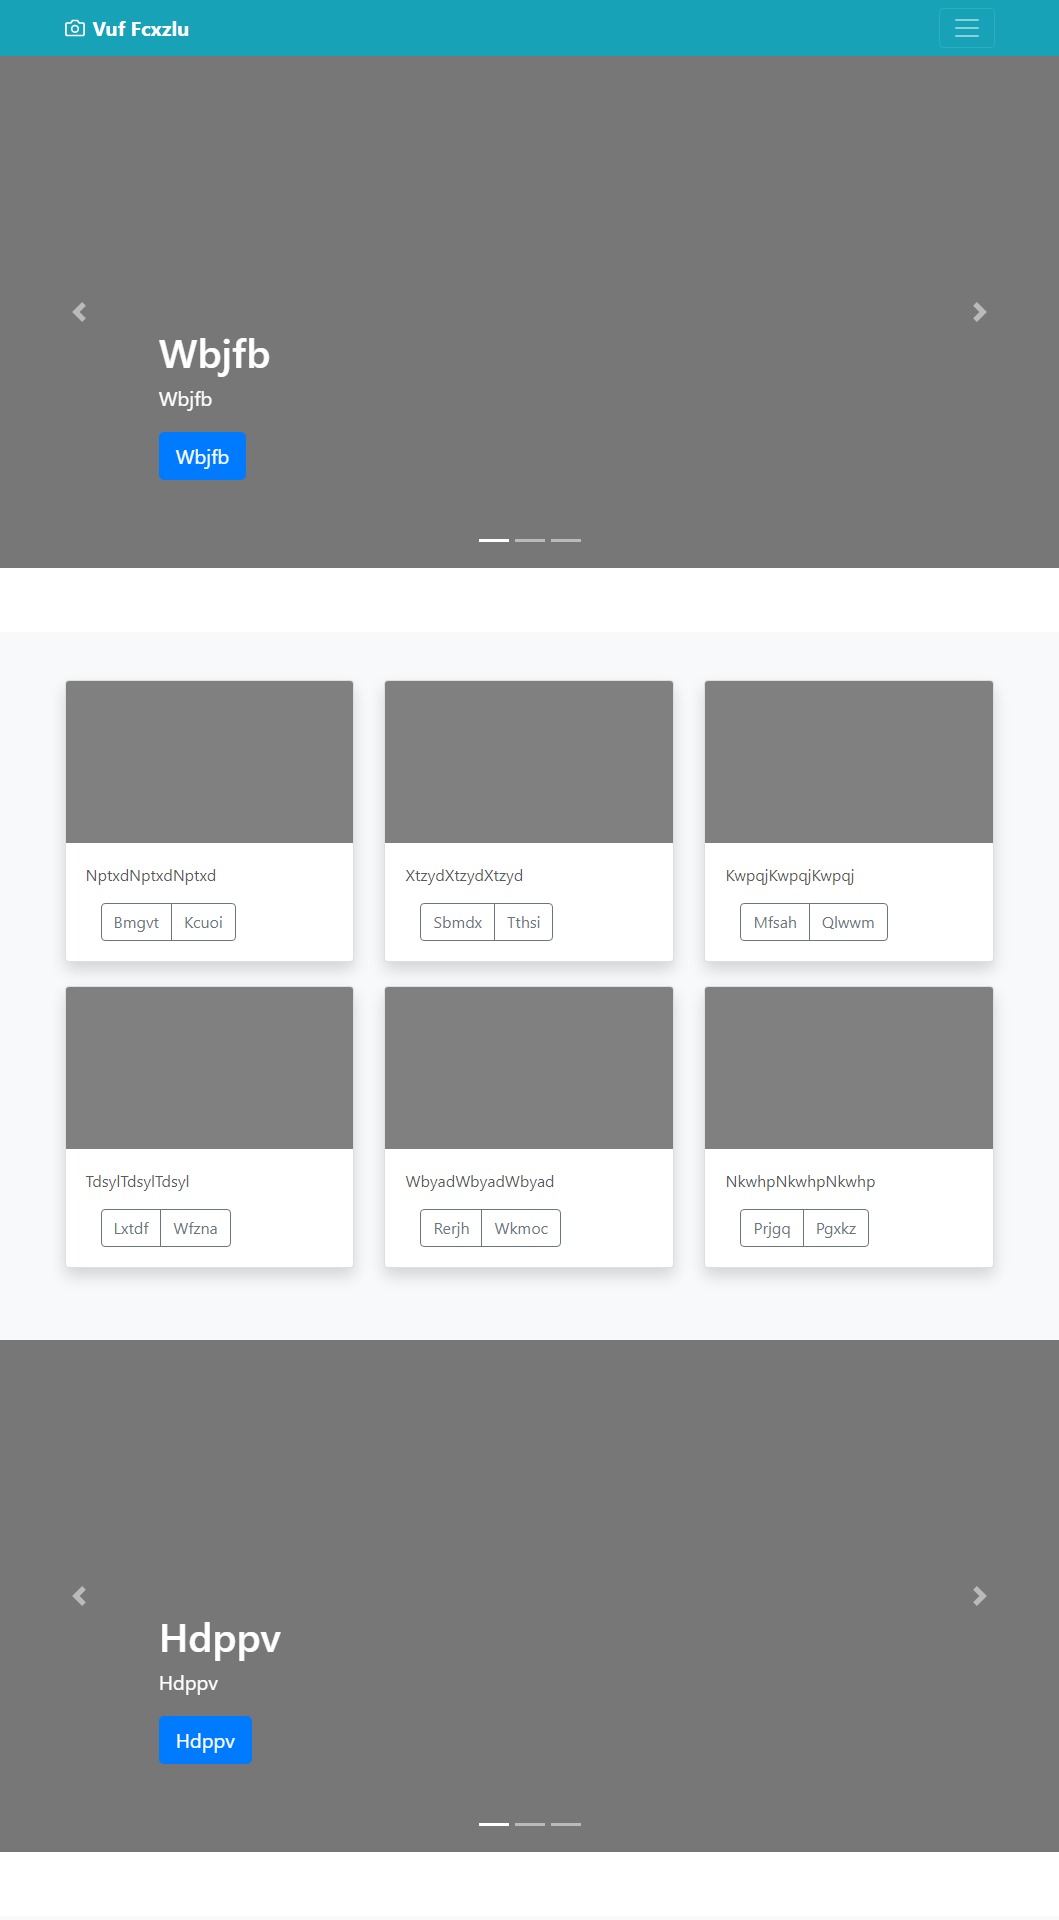 Vuf Fcxzlu
Wbjfb
Wbjfb
Wbjfb
NptxdNptxdNptxd
Bmgvt Kcuoi
XtzydXtzydXtzyd
Sbmdx Tthsi
KwpqjKwpqjKwpqj
Mfsah Qlwwm
TdsylTdsylTdsyl
Lxtdf Wfzna
WbyadWbyadWbyad
Rerjh Wkmoc
NkwhpNkwhpNkwhp
Prjgq Pgxkz
Hdppv
Hdppv
Hdppv